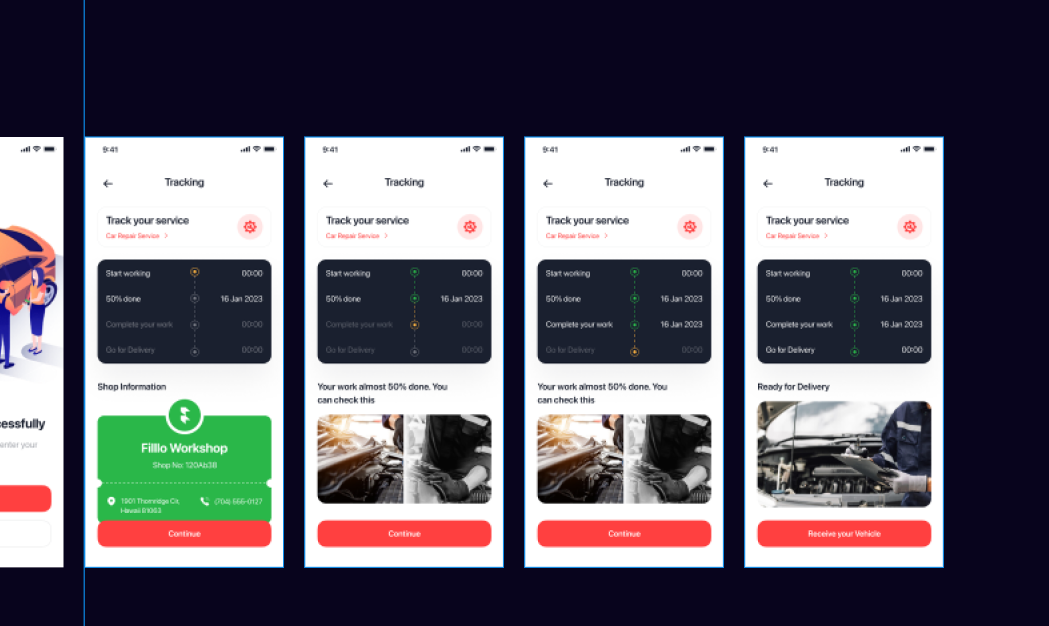 essfully
enter your
9:41
Tracking
Track your service
Car Repair Service >
Start working 00:00
50% done 16 Jan 2023
Complete your work 00:00
Go for Delivery 00:00
Shop Information
Filllo Workshop
Shop No: 120Ab38
1901 Thornridge Cir, (704) 555-0127
Hawaii 81063
Continue
9:41
Tracking
Track your service
Car Repair Service >
Start working 00:00
50% done 16 Jan 2023
Complete your work 00:00
Go for Delivery 00:00
Your work almost 50% done. You
can check this
Continue
9:41
Tracking
Track your service
Car Repair Service >
Start working 00:00
50% done 16 Jan 2023
Complete your work 16 Jan 2023
Go for Delivery 00:00
Your work almost 50% done. You
can check this
Continue
9:41
Tracking
Track your service
Car Repair Service >
Start working 00:00
50% done 16 Jan 2023
Complete your work 16 Jan 2023
Go for Delivery 00:00
Ready for Delivery
Receive your Vehicle